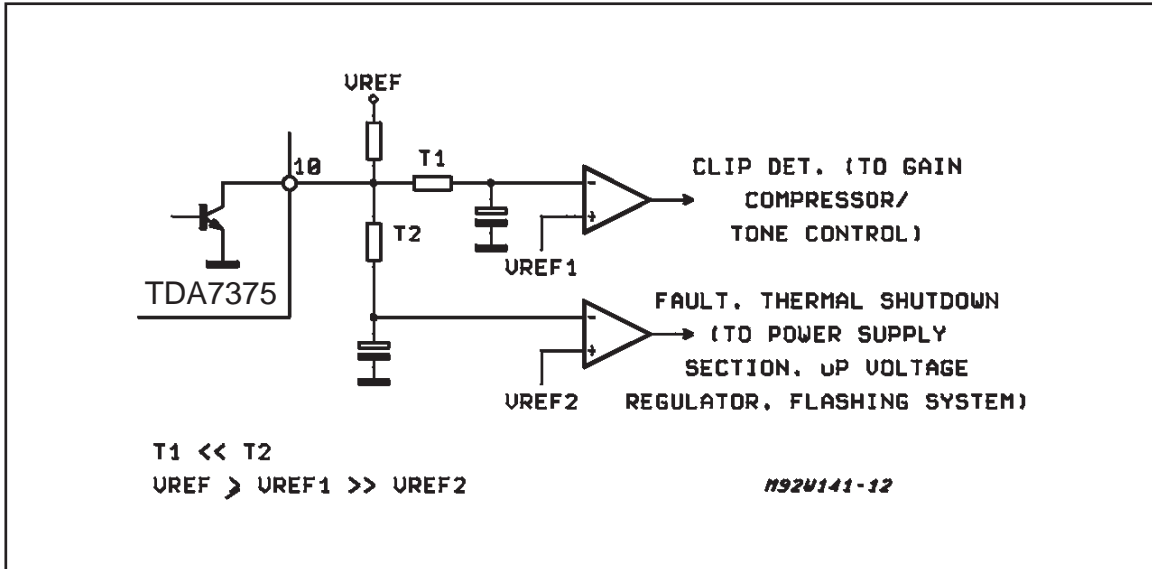 VREF
10
T1
CLIP DET. (TO GAIN
COMPRESSOR/
TONE CONTROL)
-
+
T2
VREF1
TDA7375
FAULT. THERMAL SHUTDOWN
(TO POWER SUPPLY
SECTION. uP VOLTAGE
REGULATOR. FLASHING SYSTEM)
-
+
VREF2
T1 << T2
VREF > VREF1 >> VREF2
M92W141-12